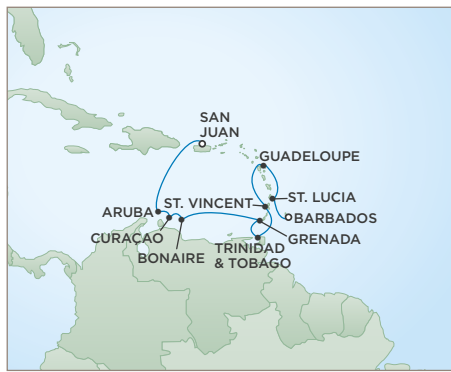 SAN
JUAN
GUADELOUPE
ST. VINCENT
ST. LUCIA
ARUBA
BARBADOS
CURAÇAO
GRENADA
BONAIRE
TRINIDAD
& TOBAGO